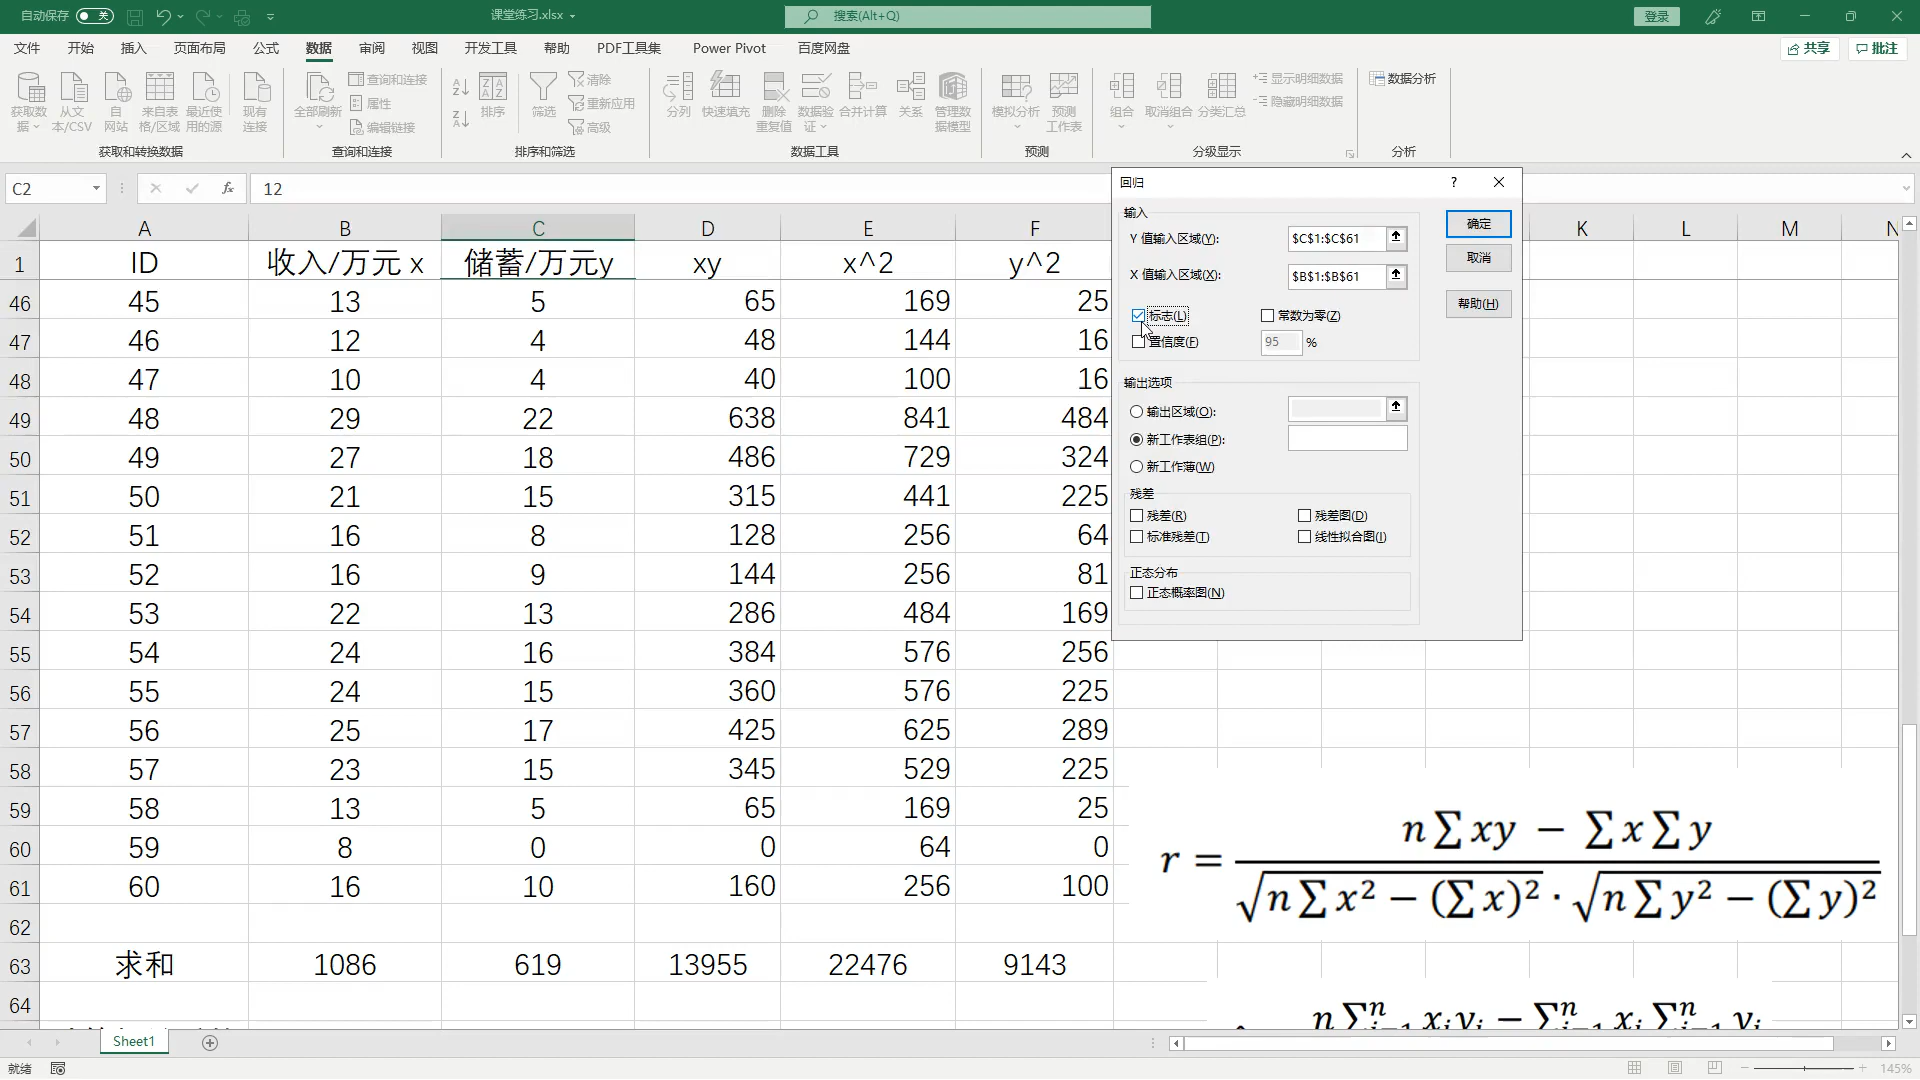 自动保存 关 课堂练习.xlsx 搜索(Alt+Q) 登录
文件 开始 插入 页面布局 公式 数据 审阅 视图 开发工具 帮助 PDF工具集 Power Pivot 百度网盘 共享 批注
获取数据 从文本/CSV 自网站 来自表格/区域 最近使用的源 现有连接 全部刷新 查询和连接 属性 编辑链接 排序 筛选 清除 重新应用 高级 分列 快速填充 删除重复值 数据验证 合并计算 关系 管理数据模型 模拟分析 预测工作表 组合 取消组合 分类汇总 显示明细数据 隐藏明细数据 数据分析
获取和转换数据 查询和连接 排序和筛选 数据工具 预测 分级显示 分析
C2 fx 12
A B C D E F K L M N
1 ID 收入/万元 x 储蓄/万元y xy x^2 y^2
46 45 13 5 65 169 25
47 46 12 4 48 144 16
48 47 10 4 40 100 16
49 48 29 22 638 841 484
50 49 27 18 486 729 324
51 50 21 15 315 441 225
52 51 16 8 128 256 64
53 52 16 9 144 256 81
54 53 22 13 286 484 169
55 54 24 16 384 576 256
56 55 24 15 360 576 225
57 56 25 17 425 625 289
58 57 23 15 345 529 225
59 58 13 5 65 169 25
60 59 8 0 0 64 0
61 60 16 10 160 256 100
62
63 求和 1086 619 13955 22476 9143
64
回归 ?
输入
Y 值输入区域(Y): $C$1:$C$61 确定
X 值输入区域(X): $B$1:$B$61 取消
帮助(H)
标志(L) 常数为零(Z)
置信度(F) 95 %
输出选项
输出区域(O):
新工作表组(P):
新工作薄(W)
残差
残差(R) 残差图(D)
标准残差(T) 线性拟合图(I)
正态分布
正态概率图(N)
r = (n∑xy − ∑x∑y) / (√n∑x² − (∑x)² · √n∑y² − (∑y)²)
n∑ⁿᵢ₌₁ xᵢyᵢ − ∑ⁿᵢ₌₁ xᵢ ∑ⁿᵢ₌₁ yᵢ
Sheet1
就绪 145%